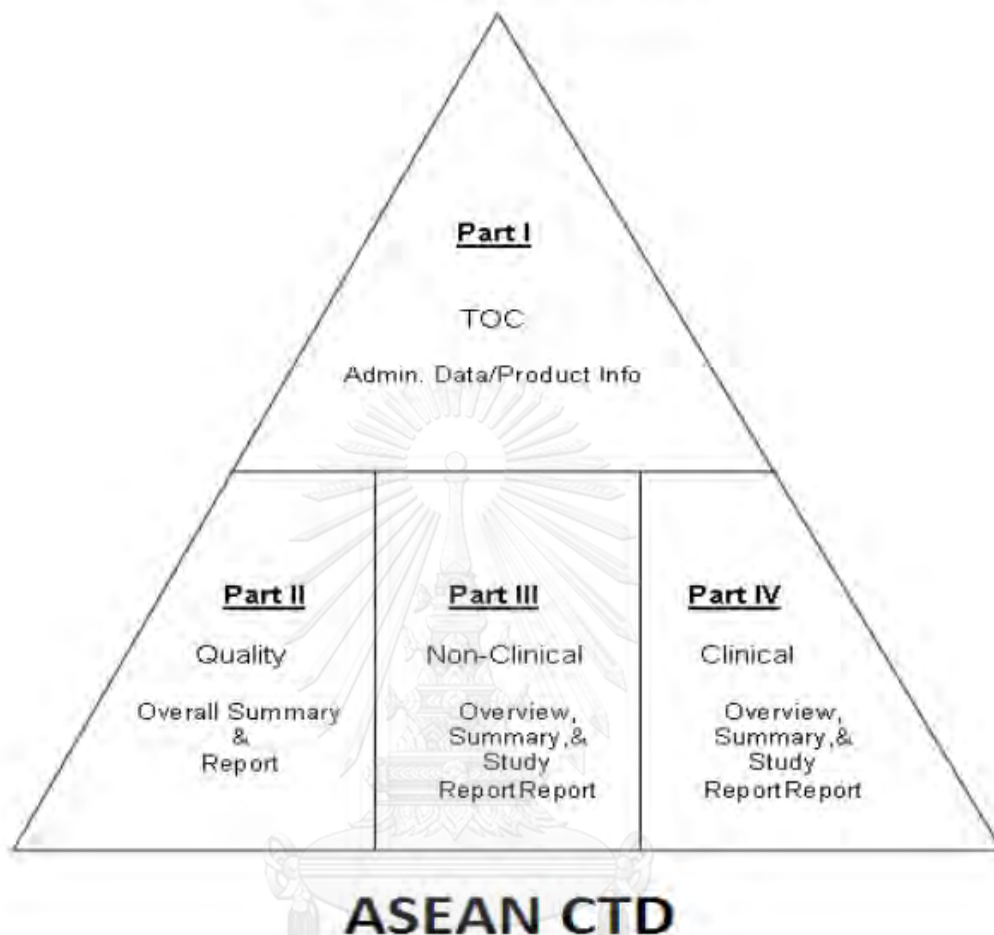 Part I
TOC
Admin. Data/Product Info
Part II
Quality
Overall Summary
&
Report
Part III
Non-Clinical
Overview,
Summary,&
Study
ReportReport
Part IV
Clinical
Overview,
Summary,&
Study
ReportReport
ASEAN CTD